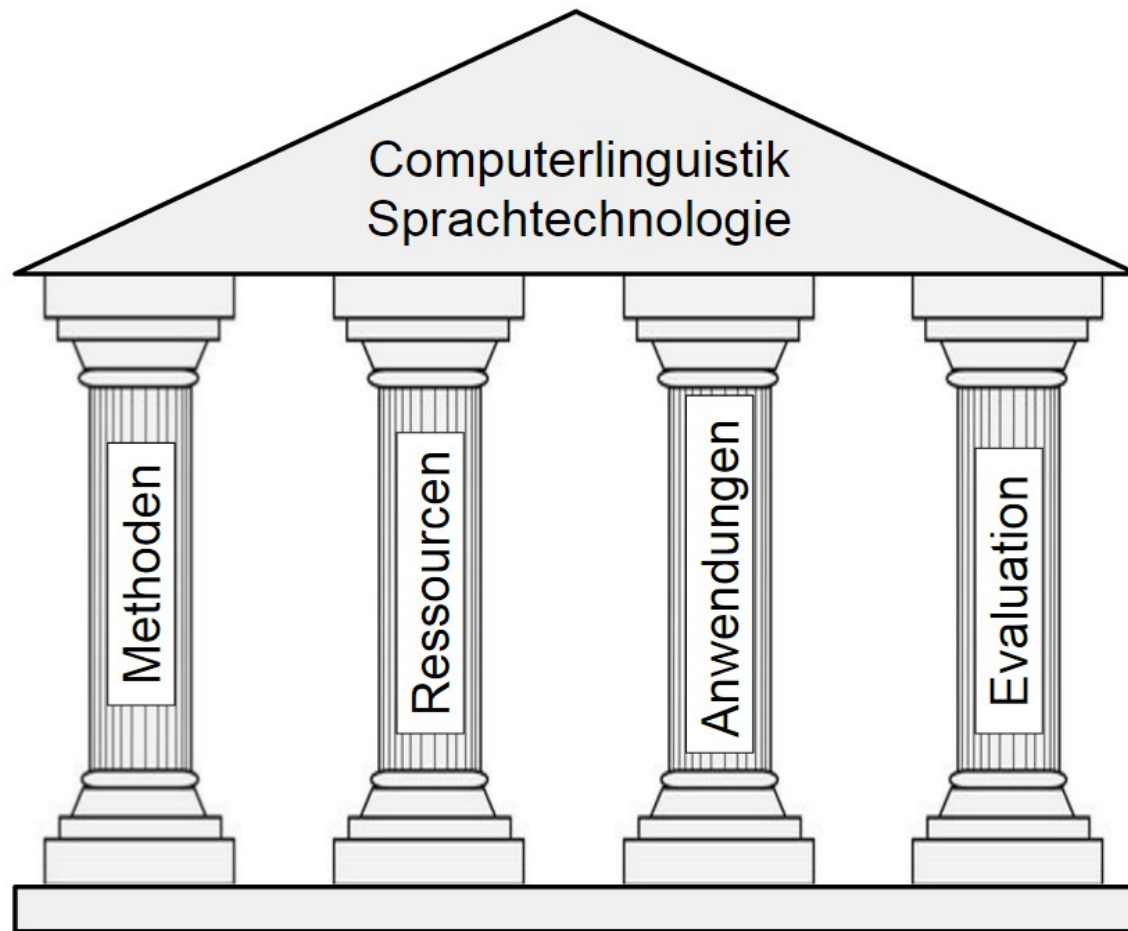 Computerlinguistik
Sprachtechnologie
Methoden
Ressourcen
Anwendungen
Evaluation